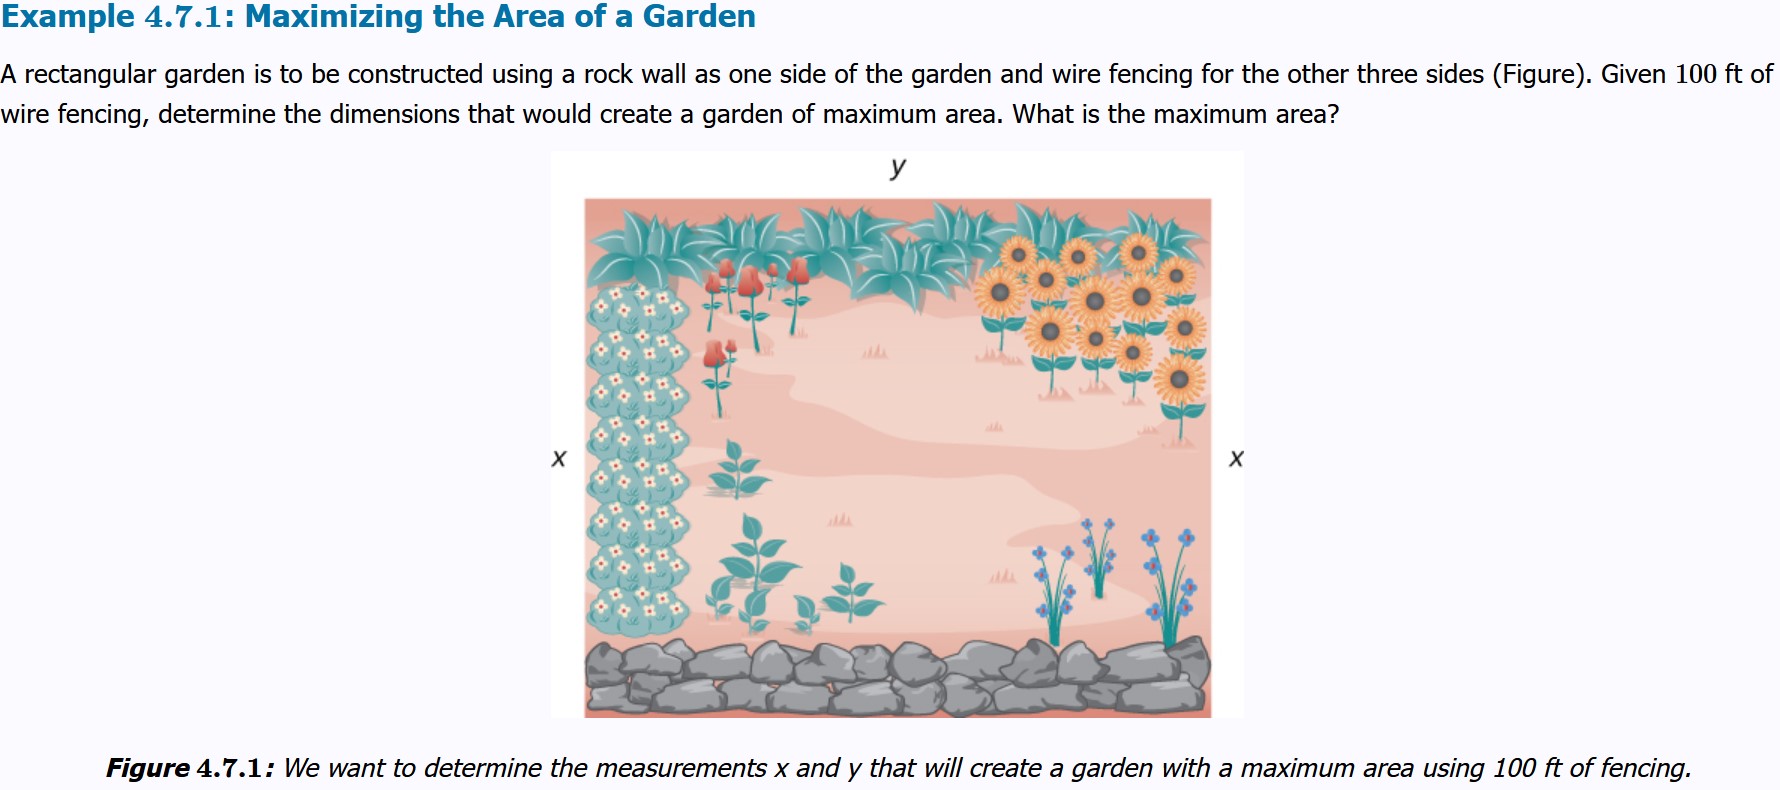 Example 4.7.1: Maximizing the Area of a Garden
A rectangular garden is to be constructed using a rock wall as one side of the garden and wire fencing for the other three sides (Figure). Given 100 ft of
wire fencing, determine the dimensions that would create a garden of maximum area. What is the maximum area?
y
x
x
Figure 4.7.1: We want to determine the measurements x and y that will create a garden with a maximum area using 100 ft of fencing.